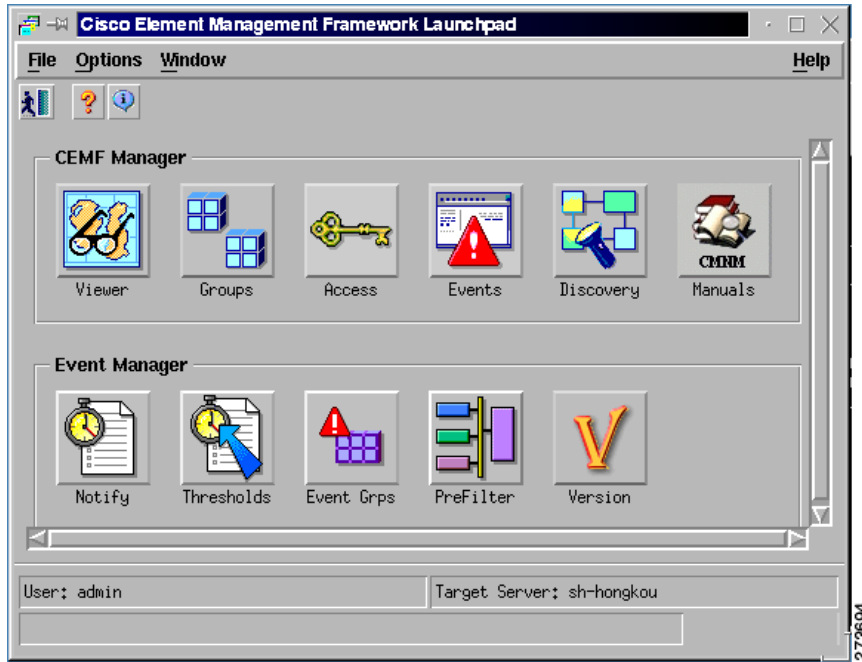 Cisco Element Management Framework Launchpad
File Options Window Help
CEMF Manager
CMNM
Viewer Groups Access Events Discovery Manuals
Event Manager
Notify Thresholds Event Grps PreFilter Version
User: admin Target Server: sh-hongkou
273694